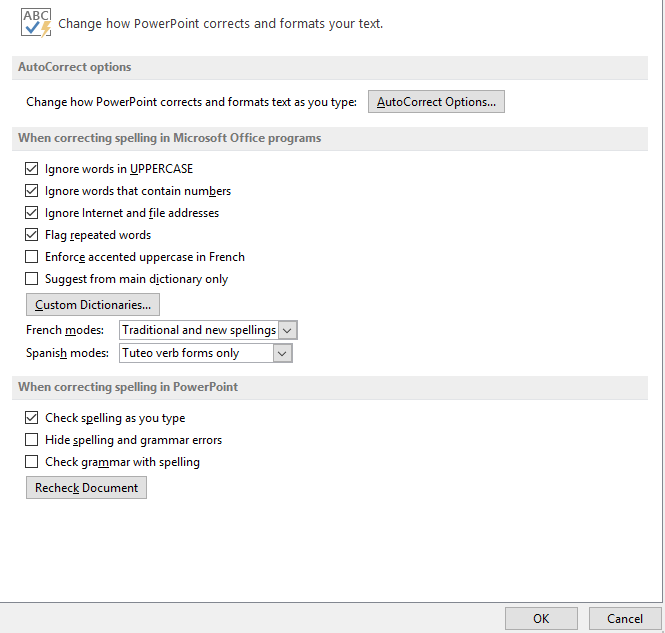 ABC
Change how PowerPoint corrects and formats your text.
AutoCorrect options
Change how PowerPoint corrects and formats text as you type: AutoCorrect Options...
When correcting spelling in Microsoft Office programs
Ignore words in UPPERCASE
Ignore words that contain numbers
Ignore Internet and file addresses
Flag repeated words
Enforce accented uppercase in French
Suggest from main dictionary only
Custom Dictionaries...
French modes: Traditional and new spellings
Spanish modes: Tuteo verb forms only
When correcting spelling in PowerPoint
Check spelling as you type
Hide spelling and grammar errors
Check grammar with spelling
Recheck Document
OK Cancel